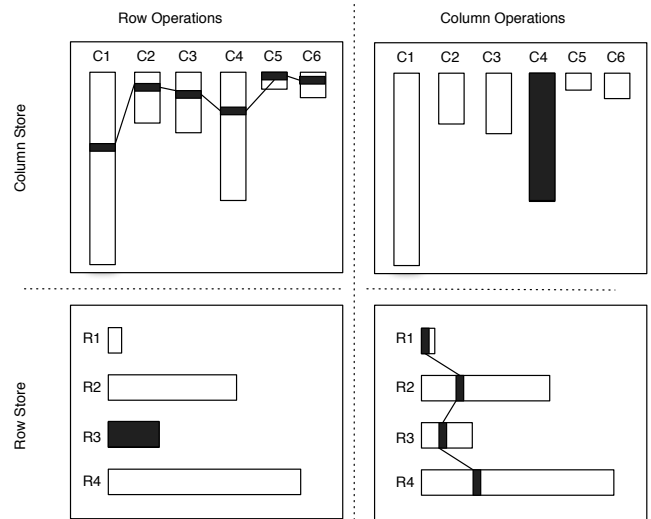 Row Operations
Column Operations
Column Store
C1 C2 C3 C4 C5 C6
C1 C2 C3 C4 C5 C6
Row Store
R1
R2
R3
R4
R1
R2
R3
R4